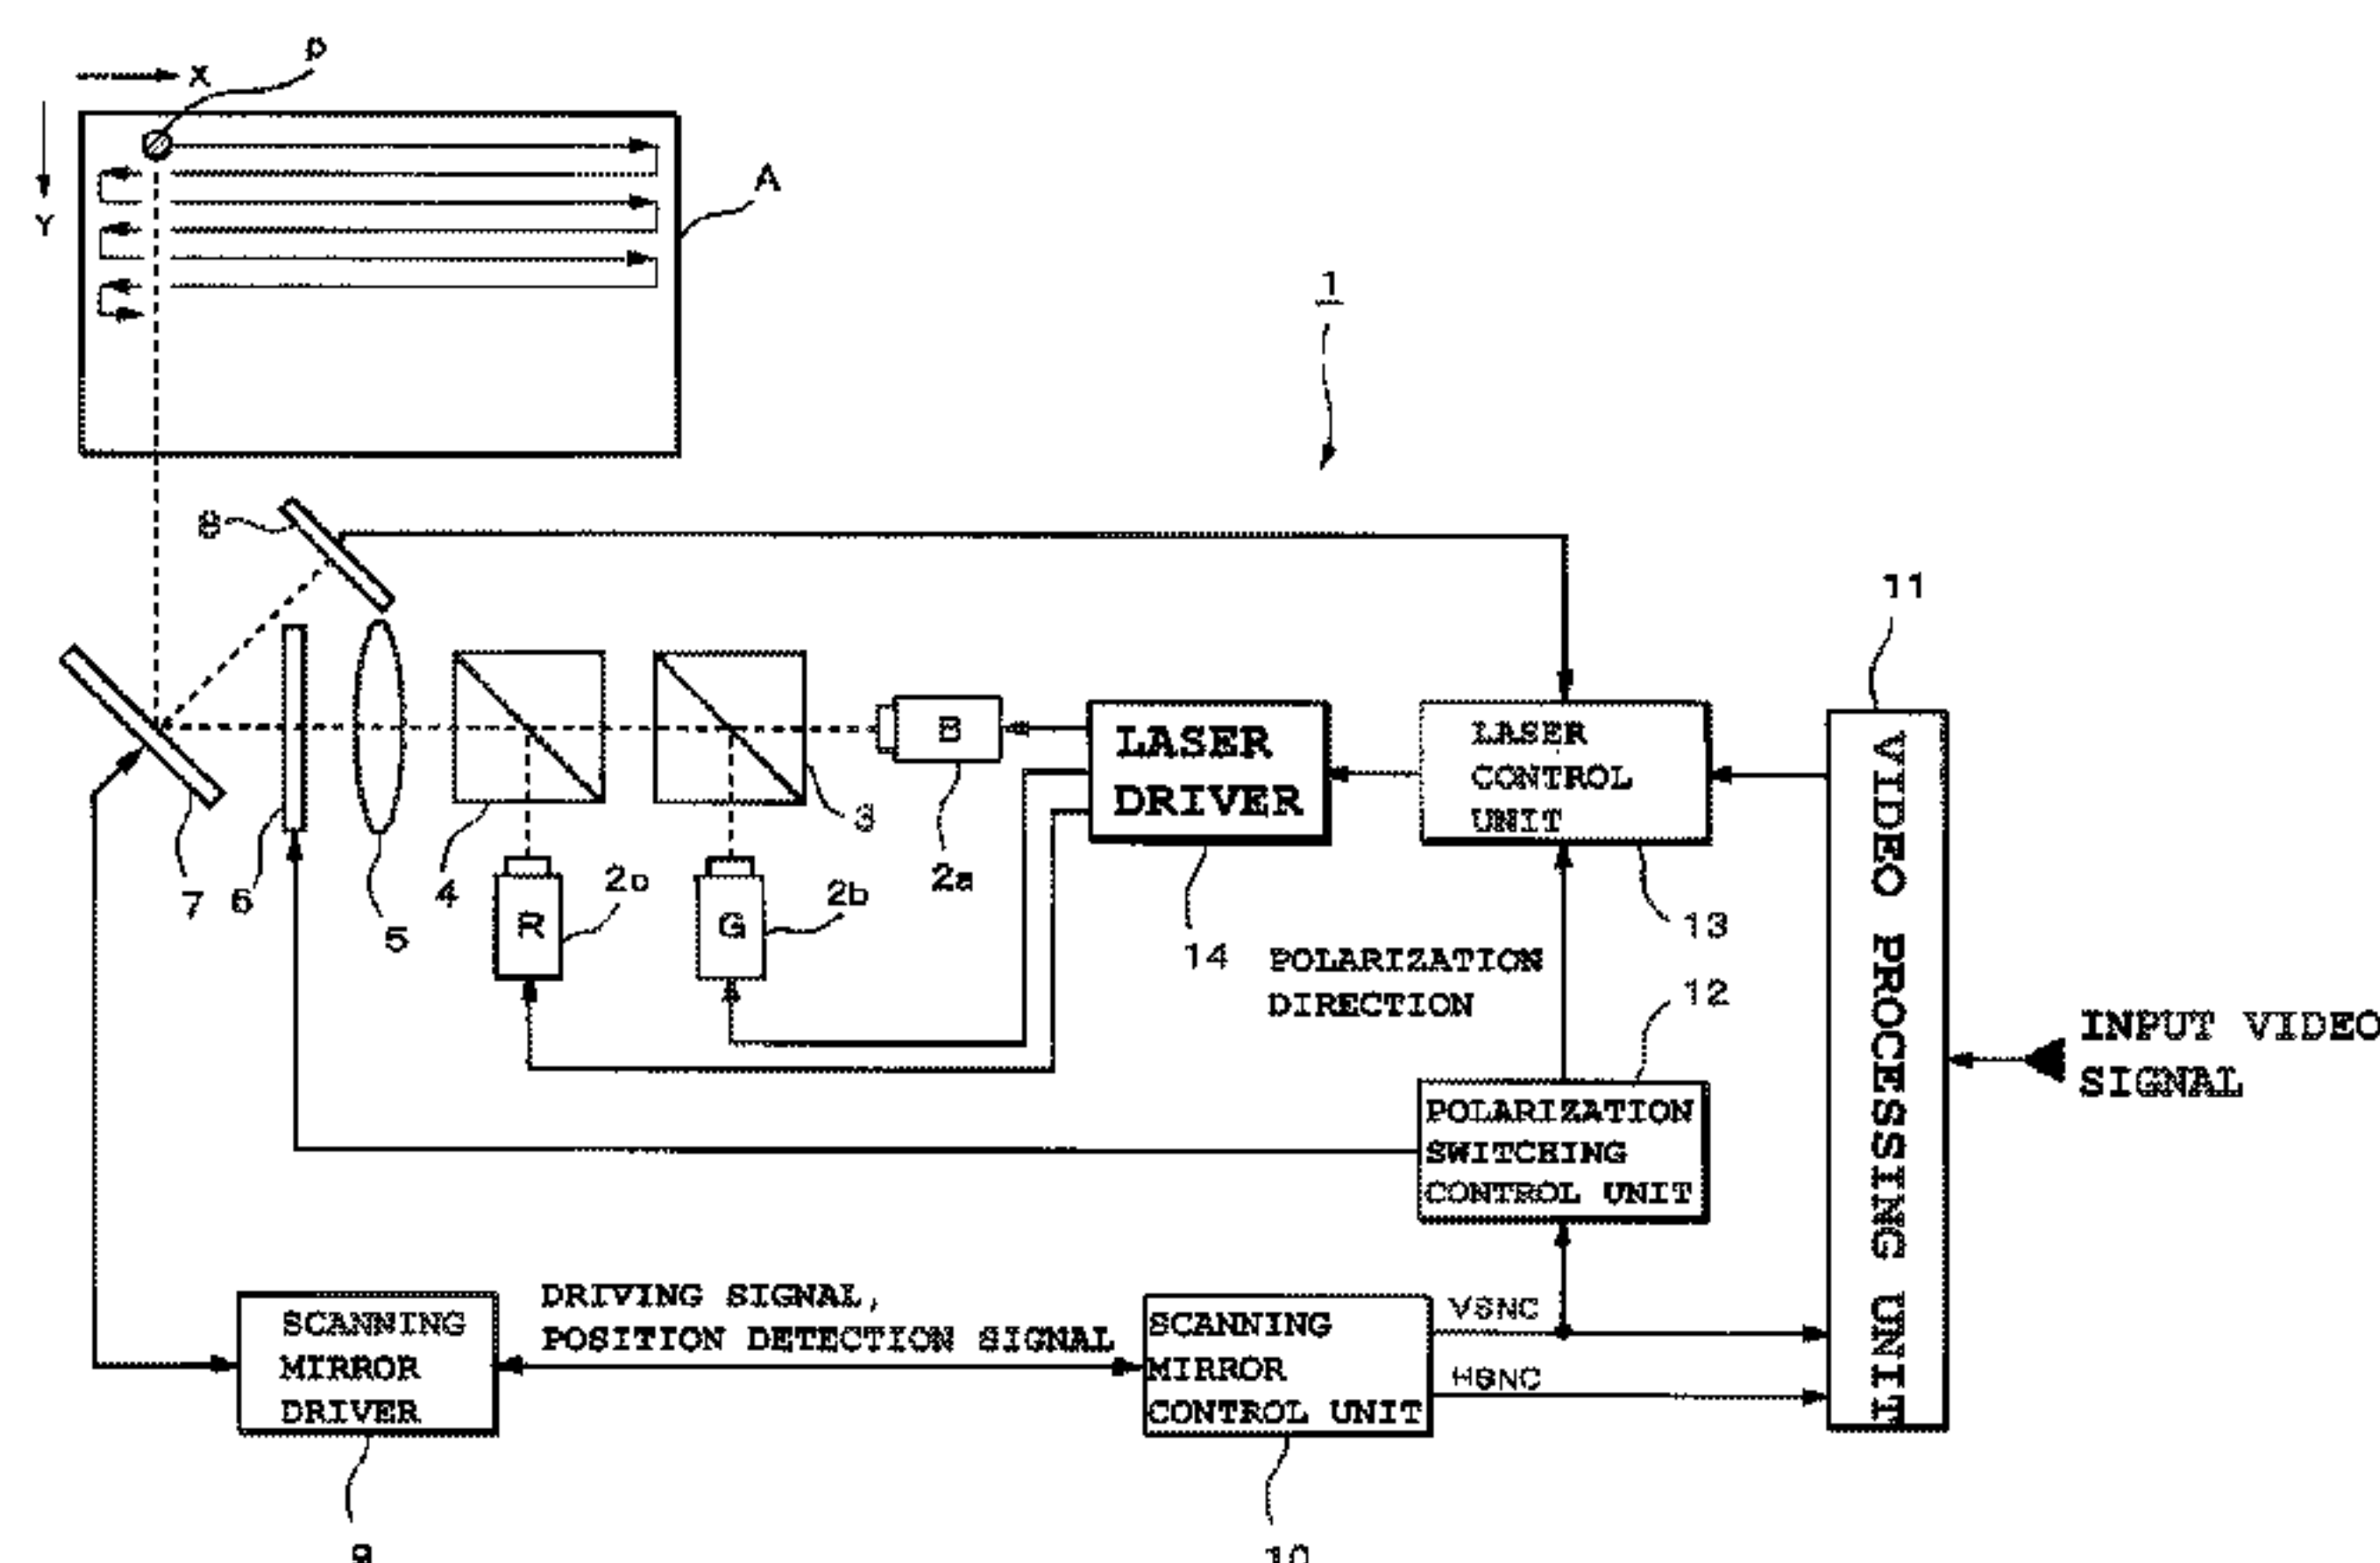 p
X
Y
A
1
8
11
B
LASER
DRIVER
LASER
CONTROL
UNIT
VIDEO PROCESSING UNIT
3
7
6
5
4
R
2c
G
2b
2a
14
13
POLARIZATION
DIRECTION
12
INPUT VIDEO
SIGNAL
POLARIZATION
SWITCHING
CONTROL UNIT
SCANNING
MIRROR
DRIVER
DRIVING SIGNAL,
POSITION DETECTION SIGNAL
SCANNING
MIRROR
CONTROL UNIT
VSNC
HSNC
9
10